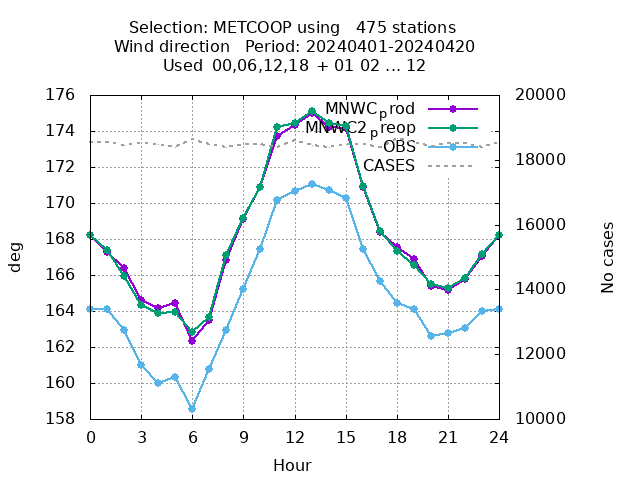 Selection: METCOOP using   475 stations
Wind direction   Period: 20240401-20240420
Used 00,06,12,18 + 01 02 ... 12
176
174
172
170
168
166
164
162
160
158
deg
20000
18000
16000
14000
12000
10000
No cases
MNWC_prod
MNWC2_preop
OBS
CASES
0 3 6 9 12 15 18 21 24
Hour